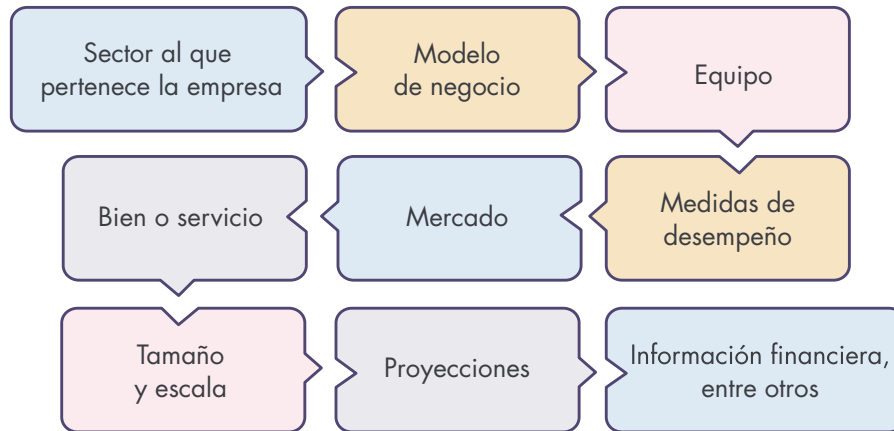 Sector al que
pertenece la empresa
Modelo
de negocio
Equipo
Medidas de
desempeño
Mercado
Bien o servicio
Tamaño
y escala
Proyecciones
Información financiera,
entre otros